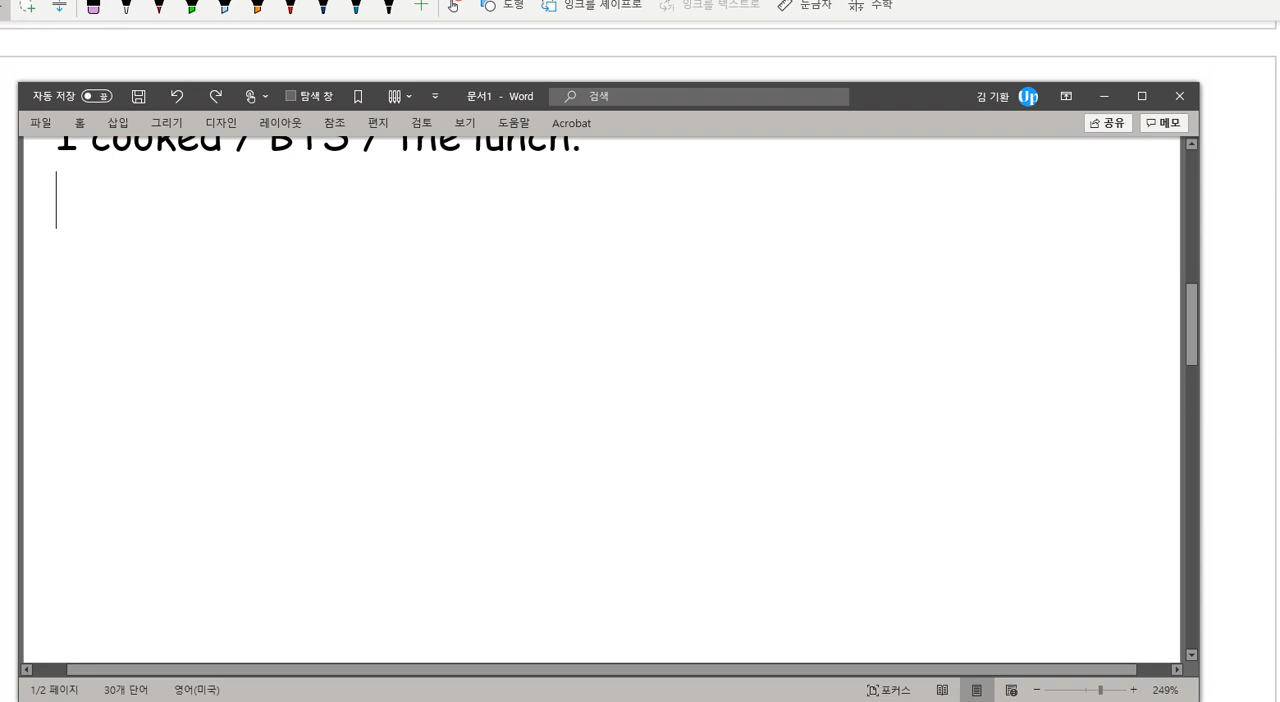 도형 잉크를 셰이프로 잉크를 텍스트로 눈금자 수학
자동 저장 끔 탐색 창 문서1 - Word 검색 김 기환 Up
파일 홈 삽입 그리기 디자인 레이아웃 참조 편지 검토 보기 도움말 Acrobat 공유 메모
I cooked / BTS / the lunch.
1/2 페이지 30개 단어 영어(미국) 포커스 249%